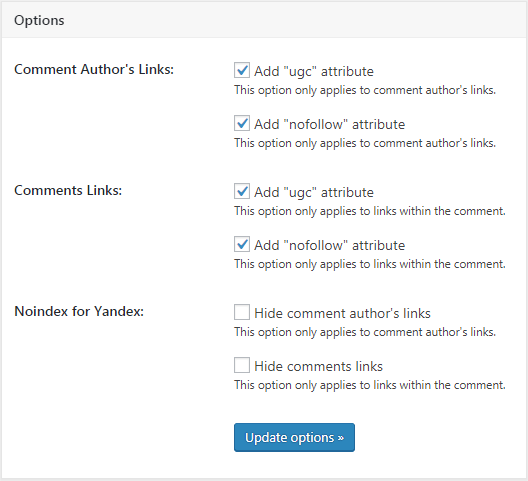 Options
Comment Author's Links:
Add "ugc" attribute
This option only applies to comment author's links.
Add "nofollow" attribute
This option only applies to comment author's links.
Comments Links:
Add "ugc" attribute
This option only applies to links within the comment.
Add "nofollow" attribute
This option only applies to links within the comment.
Noindex for Yandex:
Hide comment author's links
This option only applies to comment author's links.
Hide comments links
This option only applies to links within the comment.
Update options »